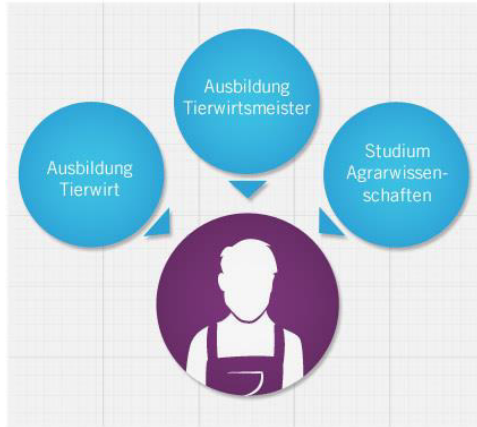 Ausbildung
Tierwirtsmeister
Ausbildung
Tierwirt
Studium
Agrarwissen-
schaften